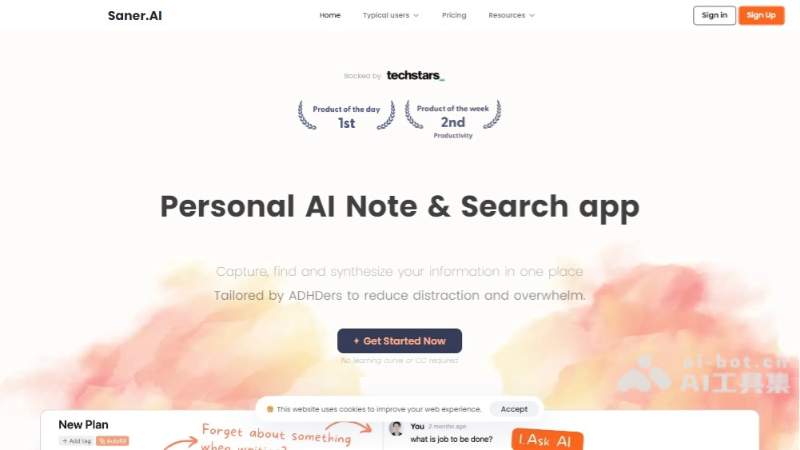 Saner.AI
Home
Typical users
Pricing
Resources
Sign in
Sign Up
Backed by techstars_
Product of the day
1st
Product of the week
2nd
Productivity
Personal AI Note & Search app
Capture, find and synthesize your information in one place
Tailored by ADHDers to reduce distraction and overwhelm.
Get Started Now
No learning curve or CC required
ai-bot.cn
AI工具集
This website uses cookies to improve your web experience.
Accept
New Plan
+ Add tag
Autofill
Forget about something
when writing?
You 2 months ago
what is job to be done?
1. Ask AI